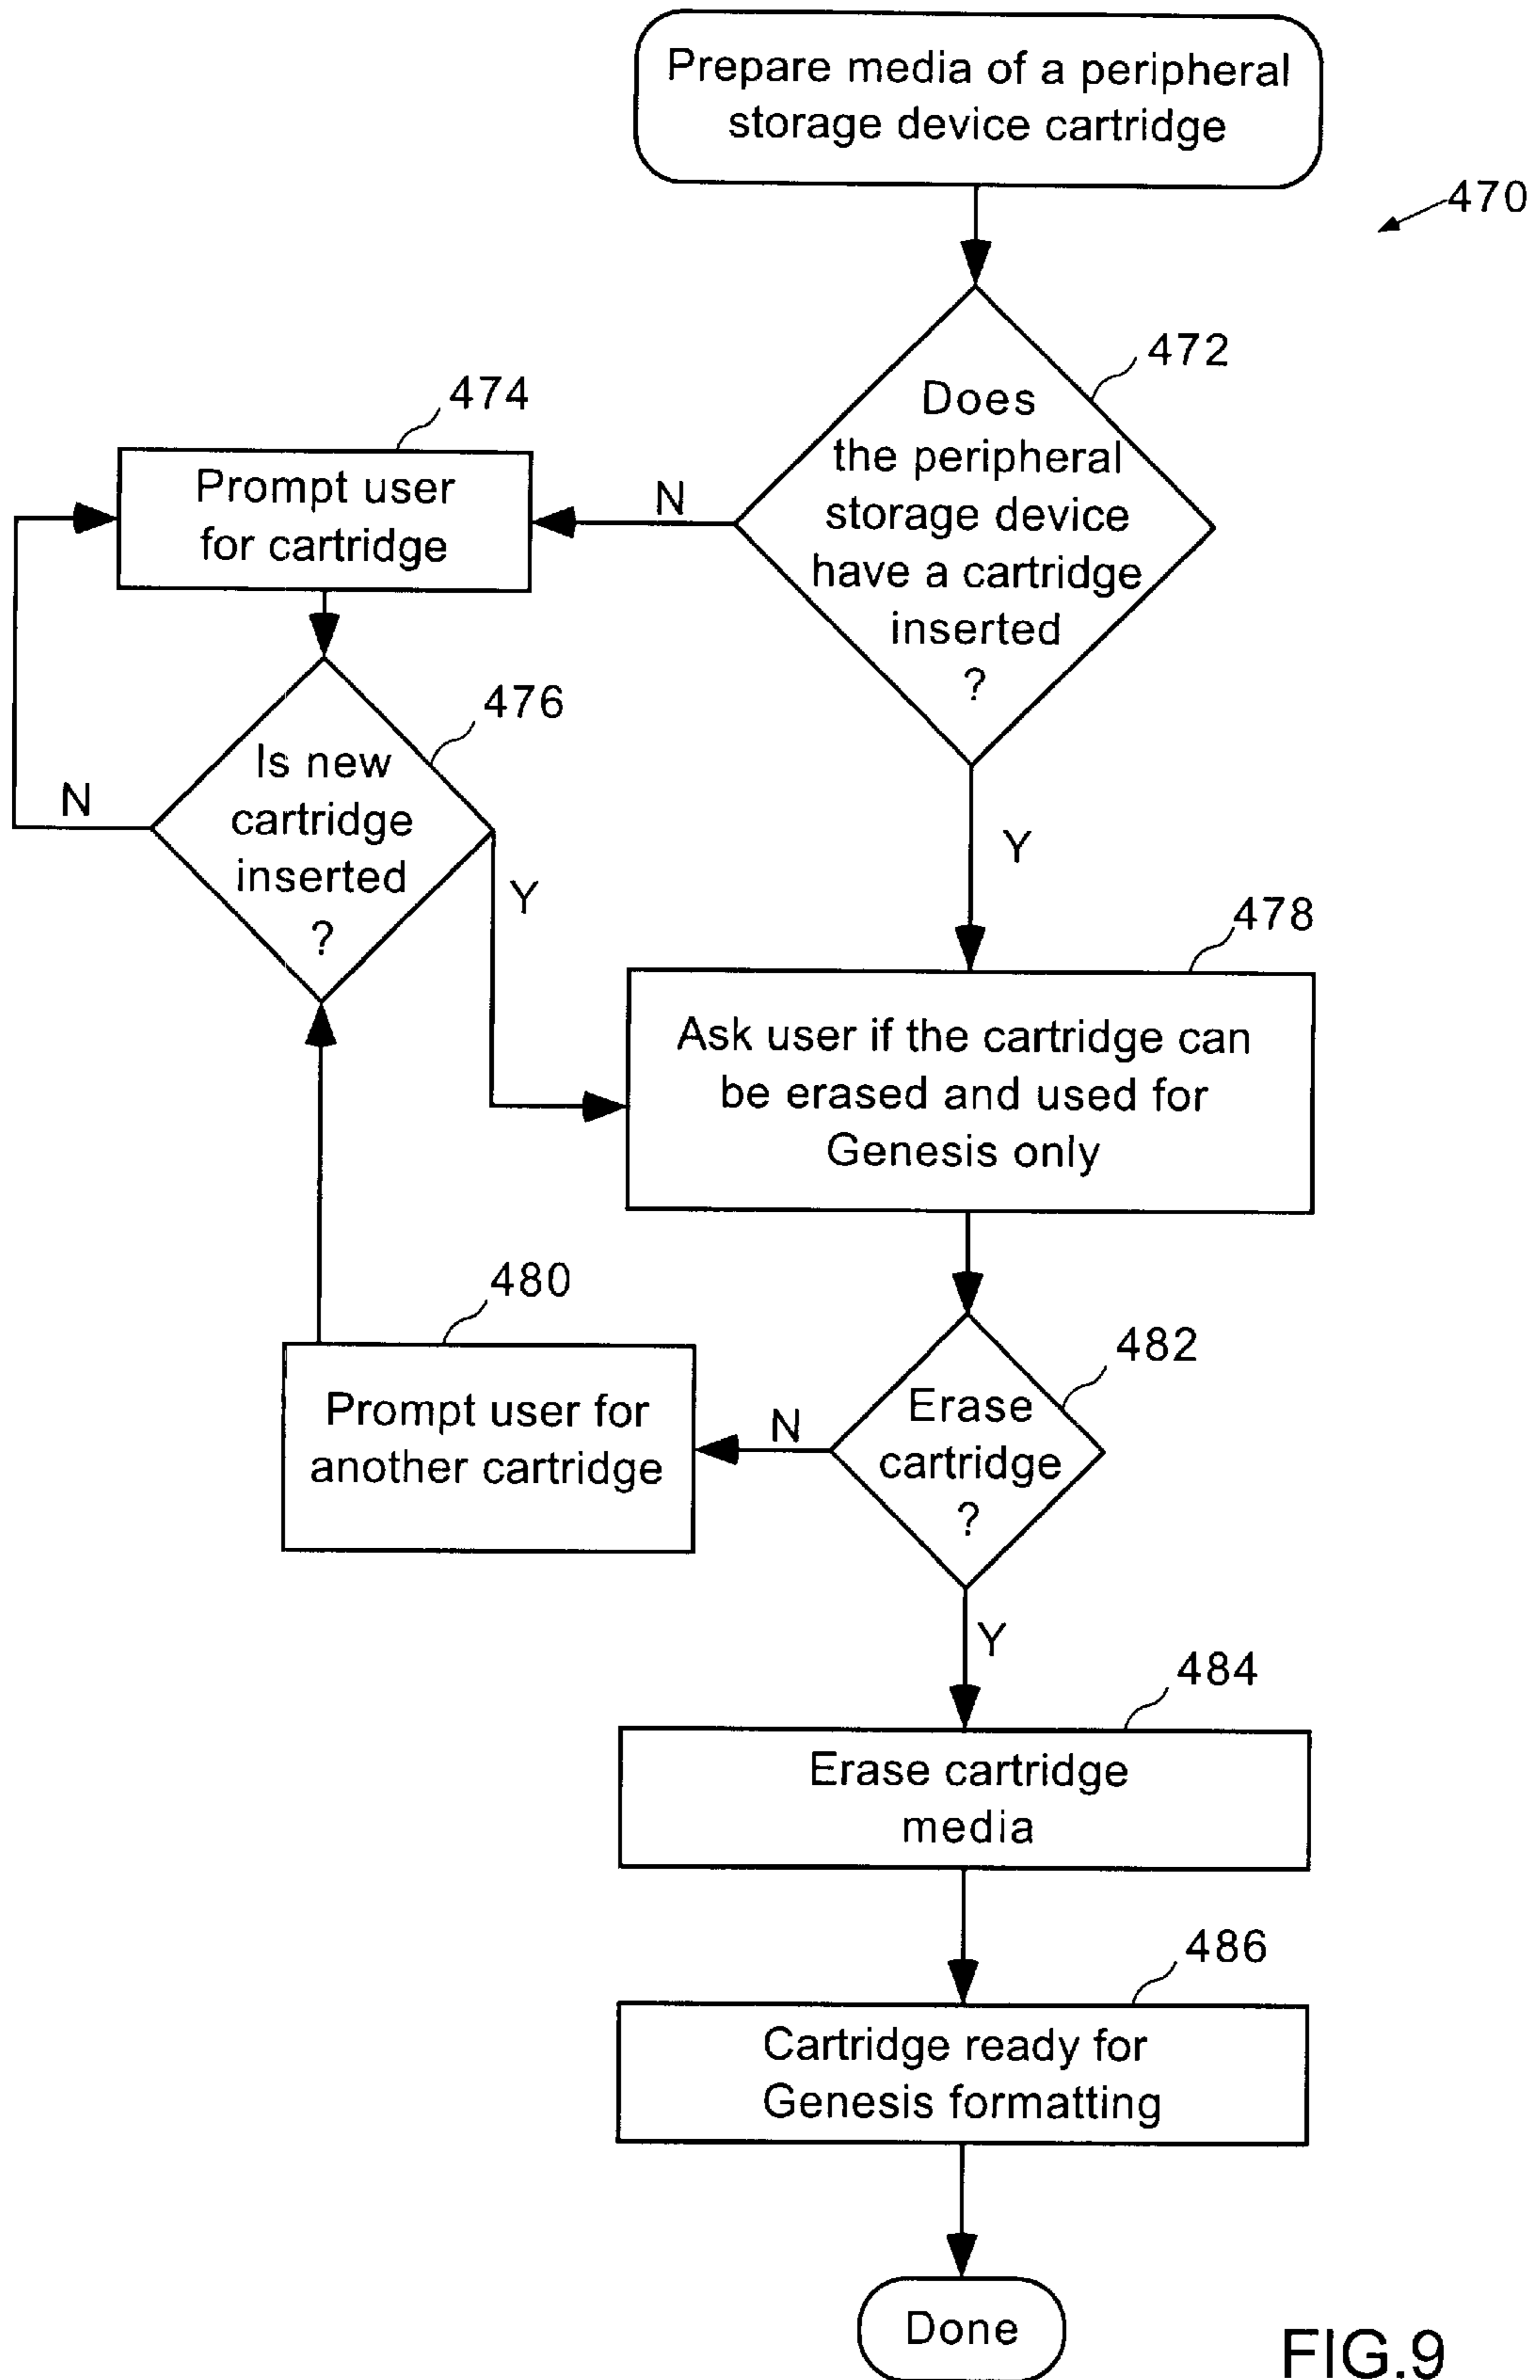 Prepare media of a peripheral
storage device cartridge
470
472
Does
the peripheral
storage device
have a cartridge
inserted
?
N
Y
474
Prompt user
for cartridge
476
Is new
cartridge
inserted
?
N
Y
478
Ask user if the cartridge can
be erased and used for
Genesis only
480
Prompt user for
another cartridge
482
Erase
cartridge
?
N
Y
484
Erase cartridge
media
486
Cartridge ready for
Genesis formatting
Done
FIG.9